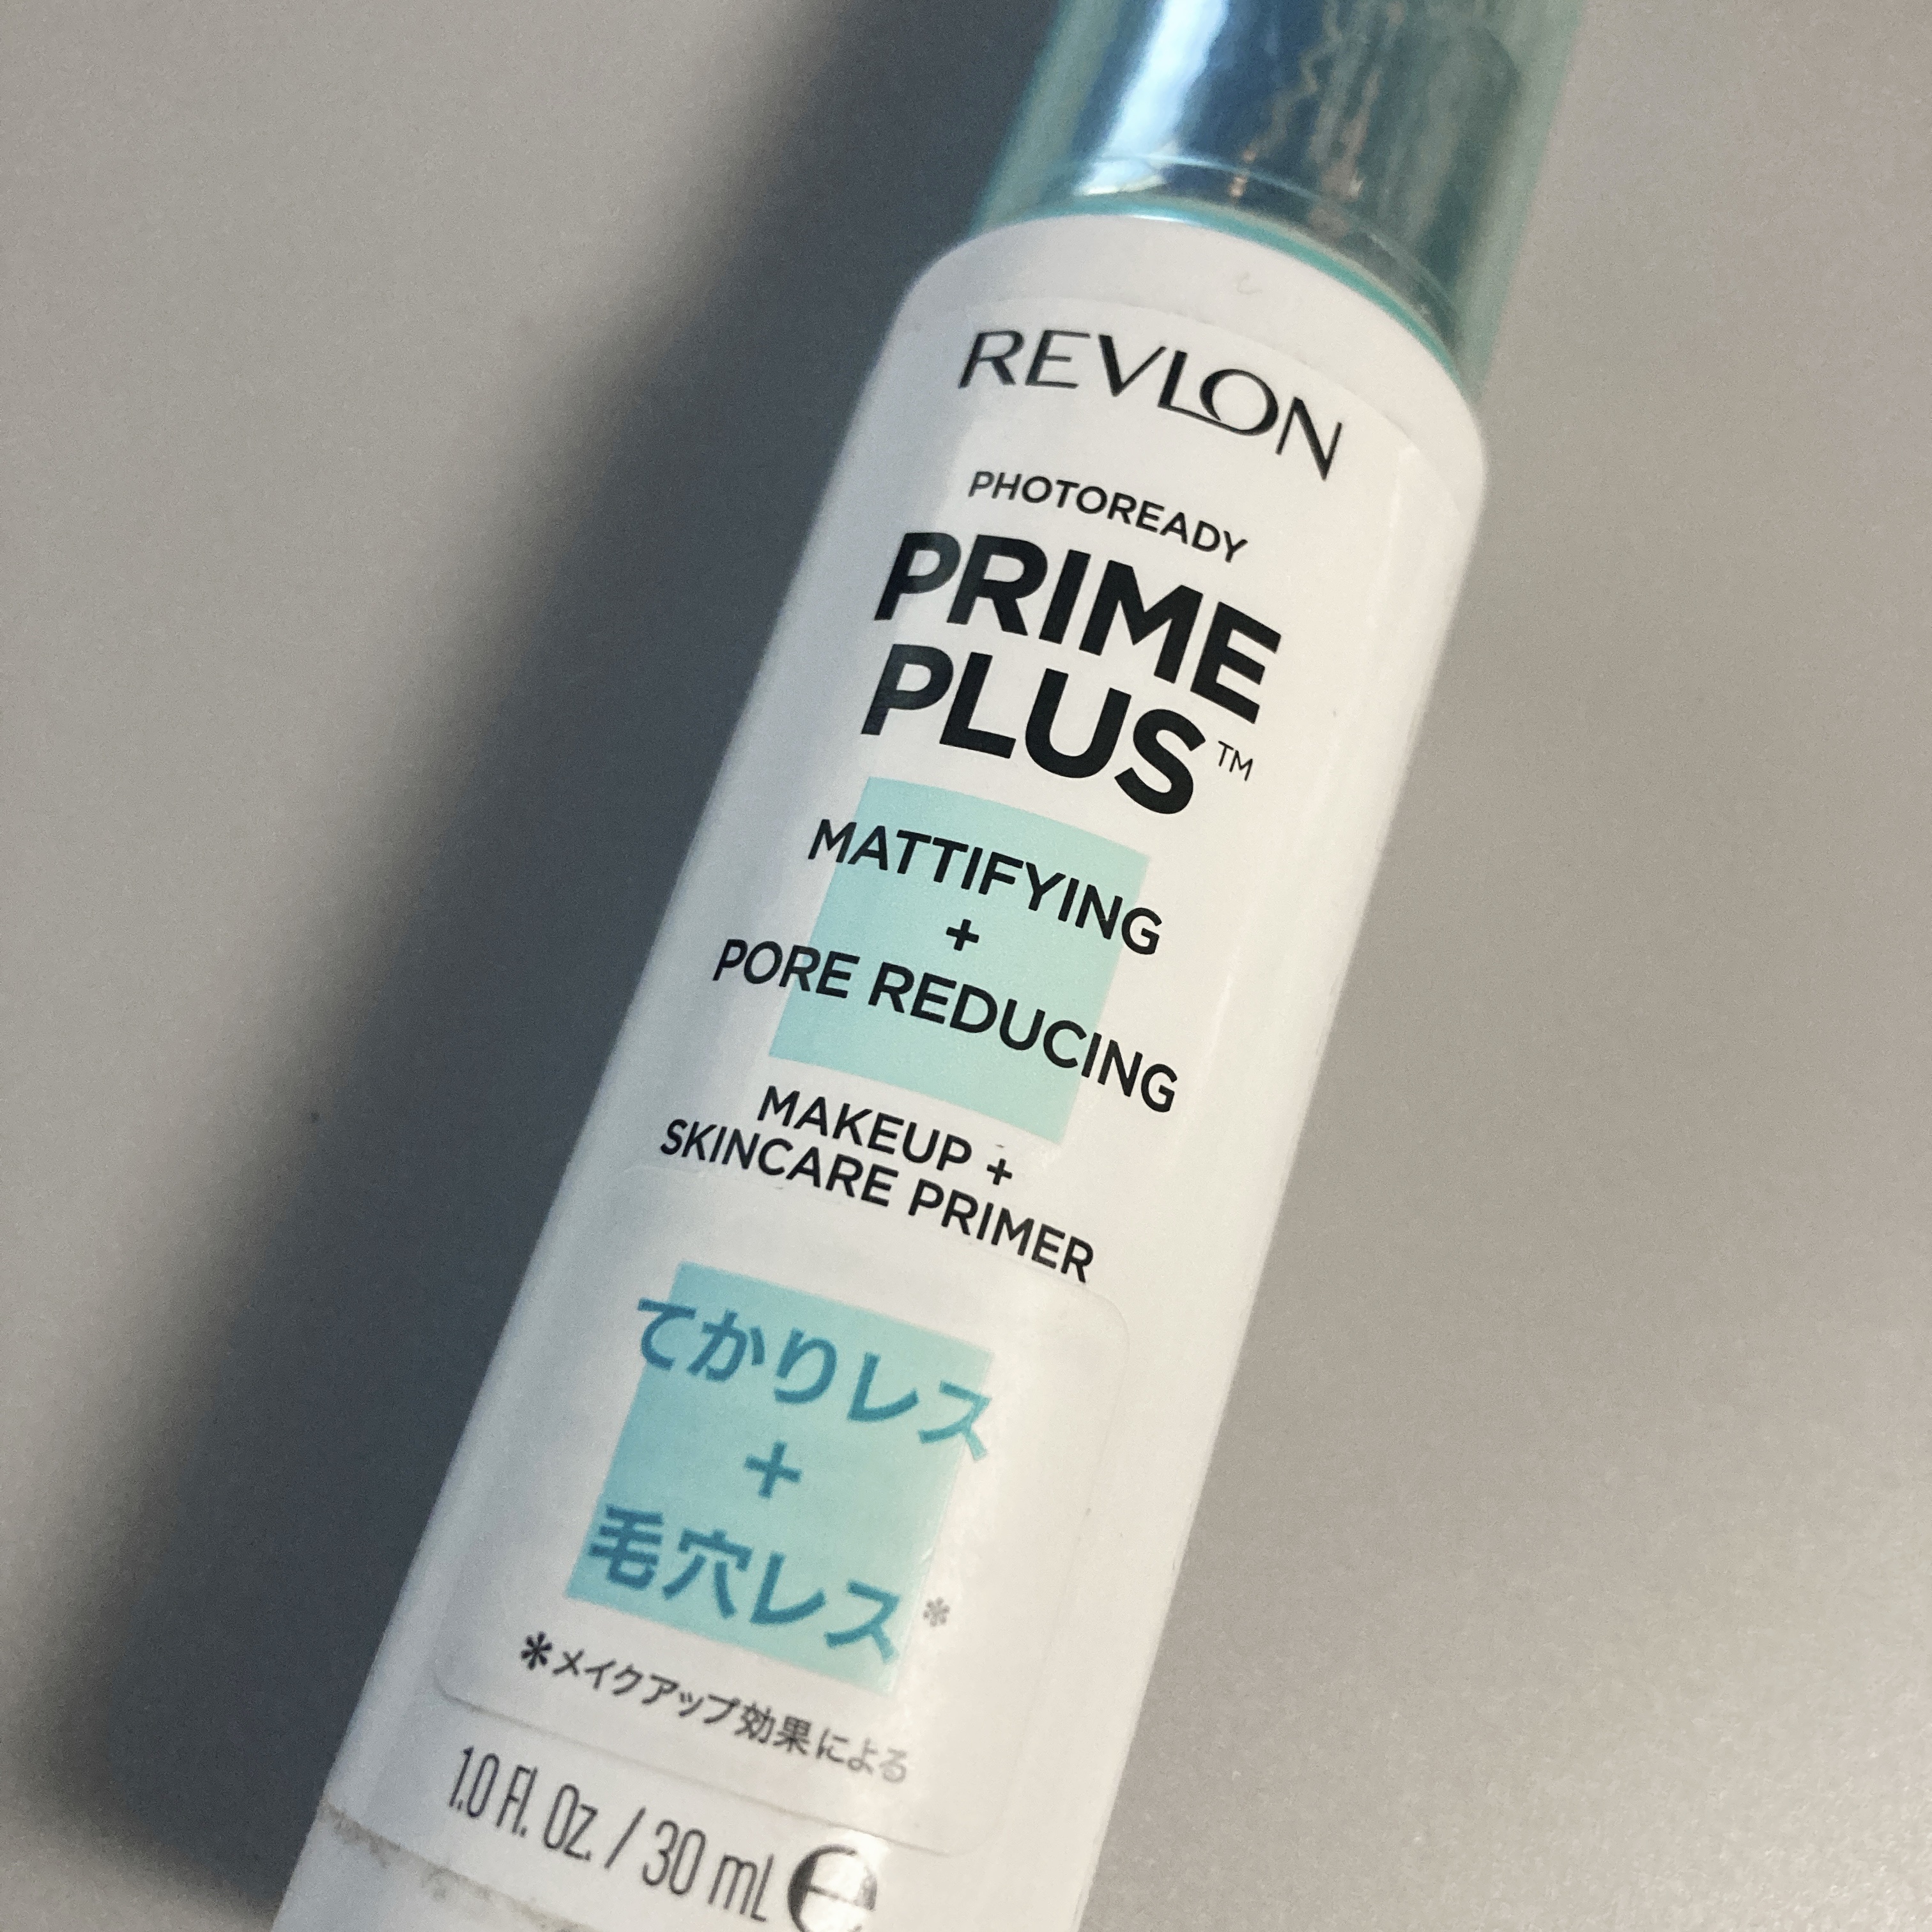 REVLON
PHOTOREADY
PRIME
PLUS™
MATTIFYING
+
PORE REDUCING
MAKEUP +
SKINCARE PRIMER
てかりレス
+
毛穴レス*
*メイクアップ効果による
1.0 Fl. Oz. / 30 mL ℮